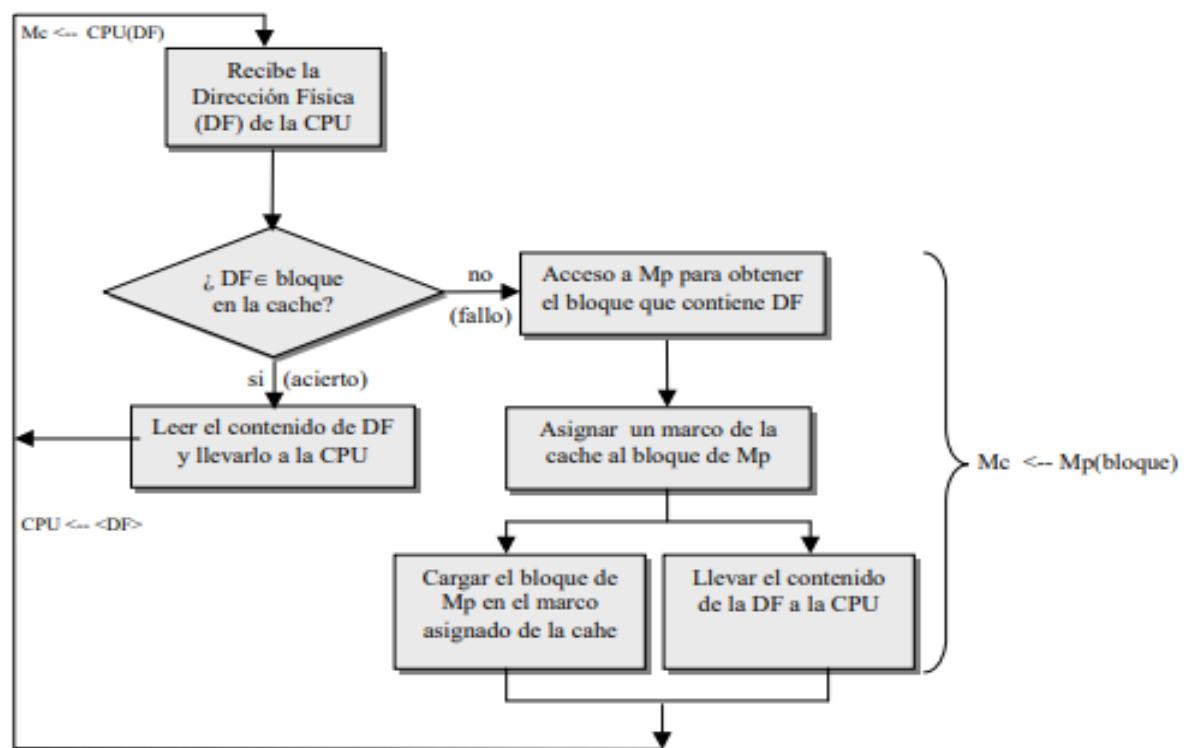 Mc <-- CPU(DF)
Recibe la
Dirección Física
(DF) de la CPU
¿ DF∈ bloque
en la cache?
no
(fallo)
Acceso a Mp para obtener
el bloque que contiene DF
si (acierto)
Leer el contenido de DF
y llevarlo a la CPU
Asignar un marco de la
cache al bloque de Mp
Mc <-- Mp(bloque)
CPU <-- <DF>
Cargar el bloque de
Mp en el marco
asignado de la cahe
Llevar el contenido
de la DF a la CPU